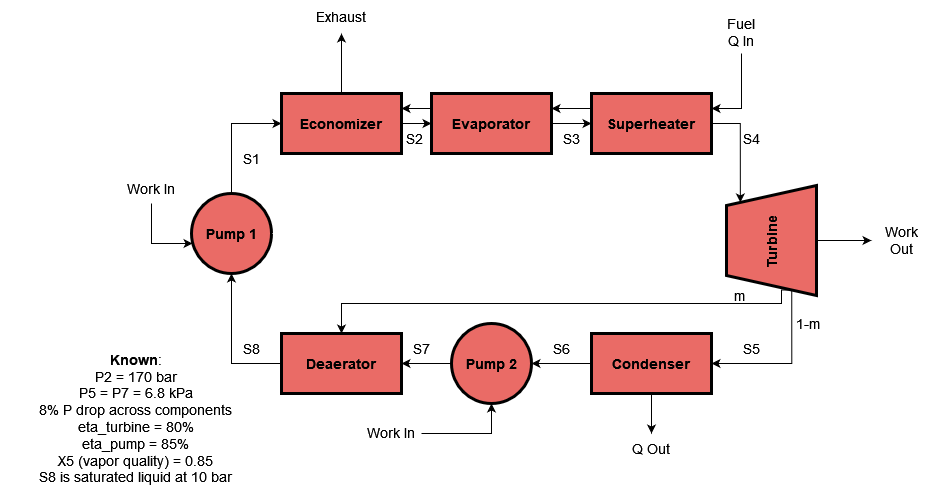 Exhaust
Fuel
Q In
Economizer
Evaporator
Superheater
S2
S3
S4
S1
Work In
Pump 1
Turbine
Work
Out
m
1-m
S8
Deaerator
S7
Pump 2
S6
Condenser
S5
Work In
Q Out
Known:
P2 = 170 bar
P5 = P7 = 6.8 kPa
8% P drop across components
eta_turbine = 80%
eta_pump = 85%
X5 (vapor quality) = 0.85
S8 is saturated liquid at 10 bar